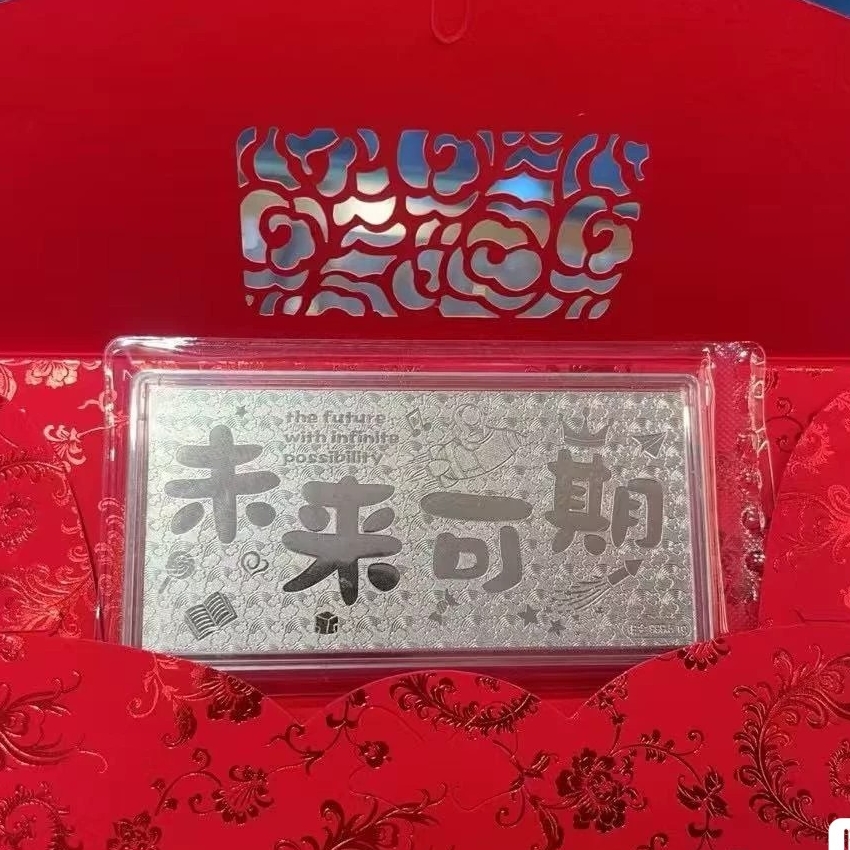 the future
with infinite
possibility
未来可期